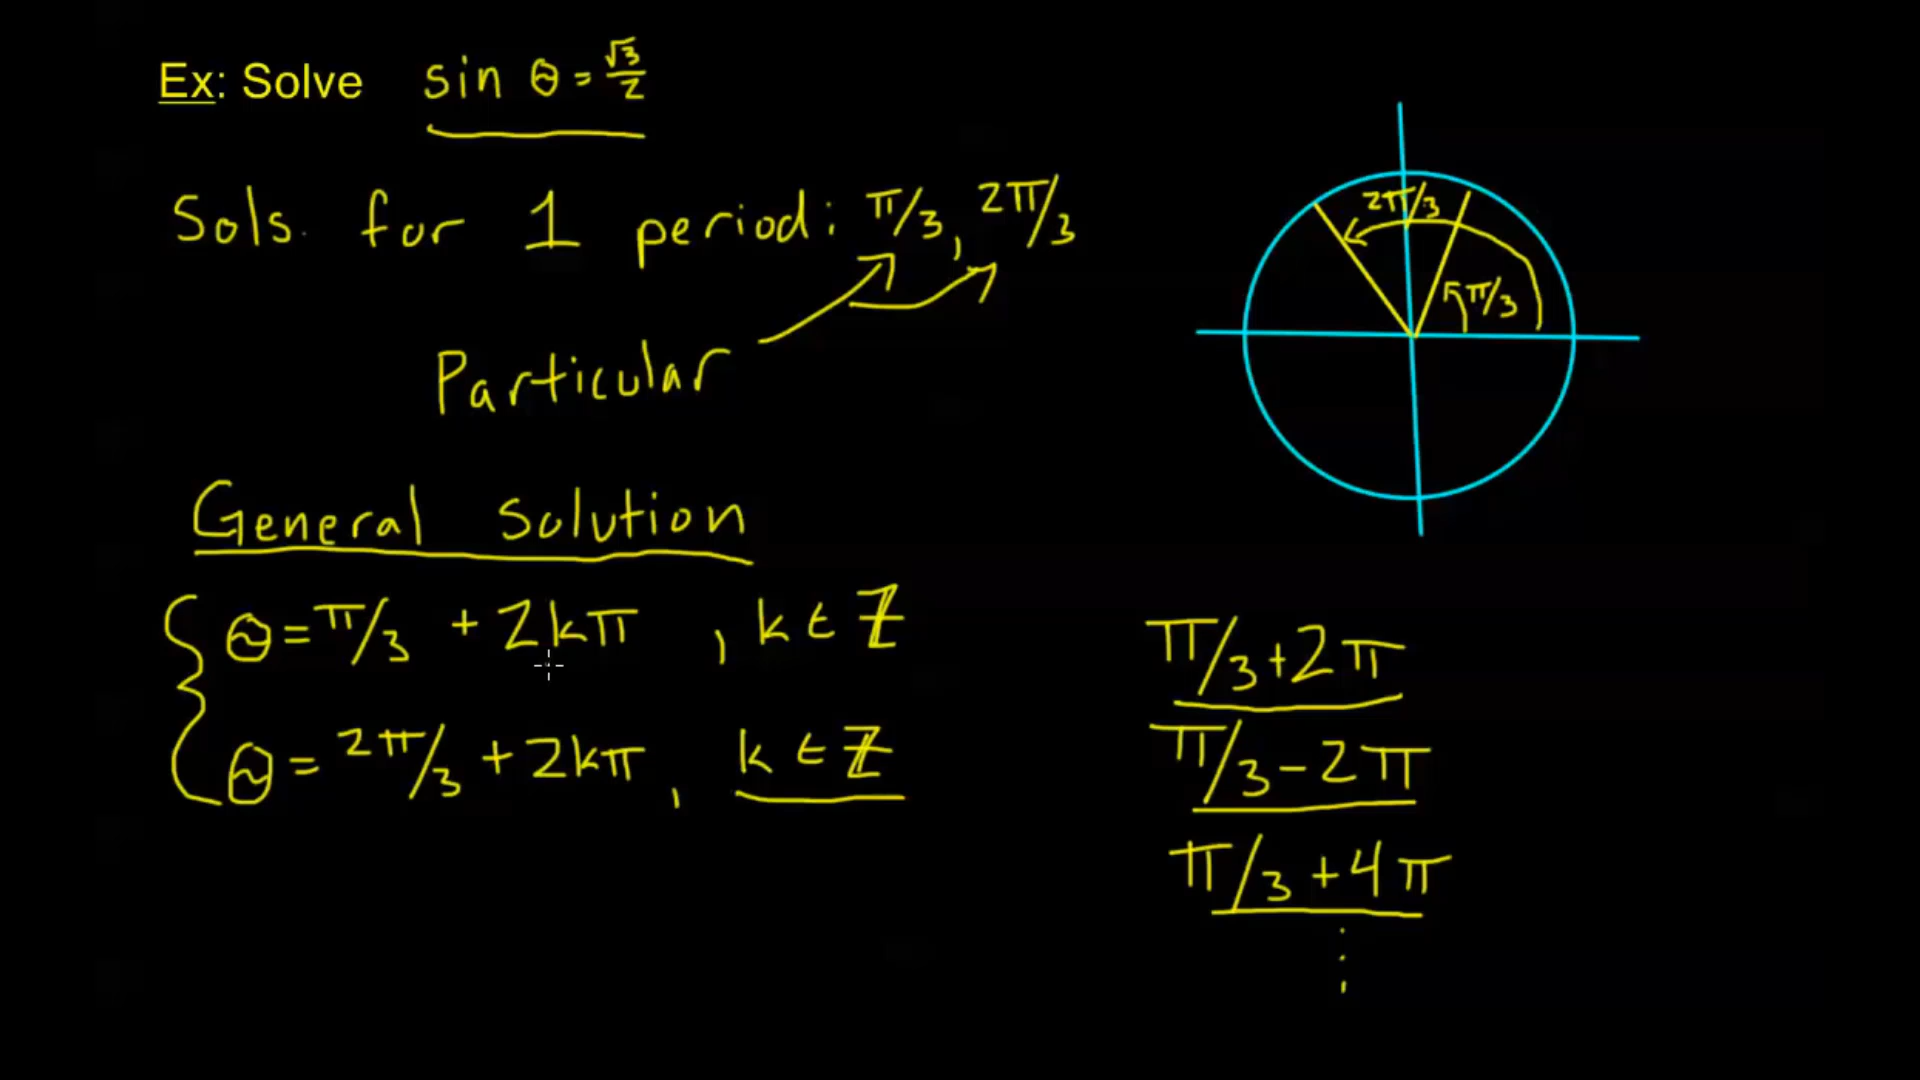 Ex: Solve sin θ = √3/2
Sols. for 1 period: π/3, 2π/3
Particular
2π/3
π/3
General Solution
θ = π/3 + 2kπ, k ∈ ℤ
θ = 2π/3 + 2kπ, k ∈ ℤ
π/3 + 2π
π/3 - 2π
π/3 + 4π
⋮